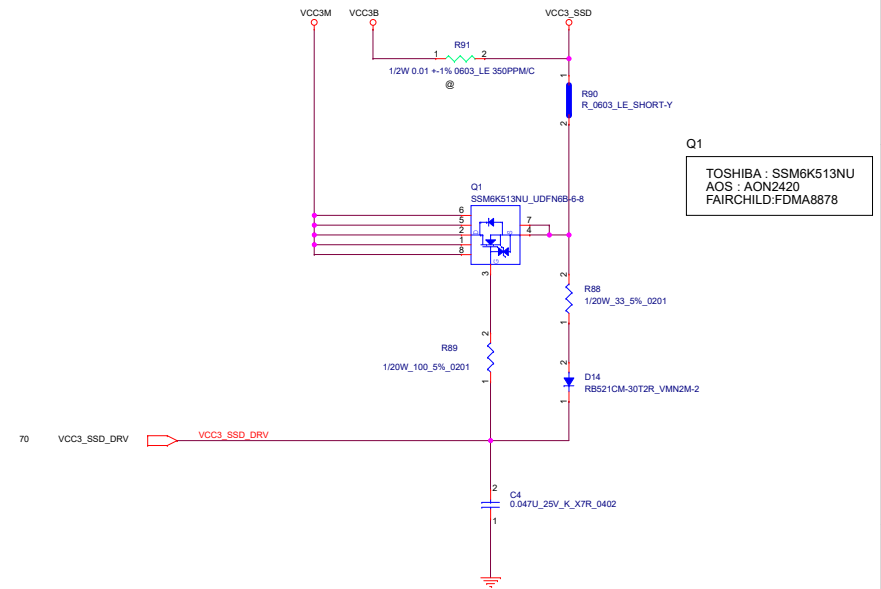 VCC3M
VCC3B
VCC3_SSD
R91
1
2
1/2W 0.01 +-1% 0603_LE 350PPM/C
@
1
R90
R_0603_LE_SHORT-Y
2
Q1
TOSHIBA : SSM6K513NU
AOS : AON2420
FAIRCHILD:FDMA8878
Q1
SSM6K513NU_UDFN6B-6-8
6
5
2
1
8
7
4
D
S
G
3
2
R88
1/20W_33_5%_0201
1
2
R89
1/20W_100_5%_0201
1
2
D14
RB521CM-30T2R_VMN2M-2
1
70
VCC3_SSD_DRV
VCC3_SSD_DRV
2
C4
0.047U_25V_K_X7R_0402
1